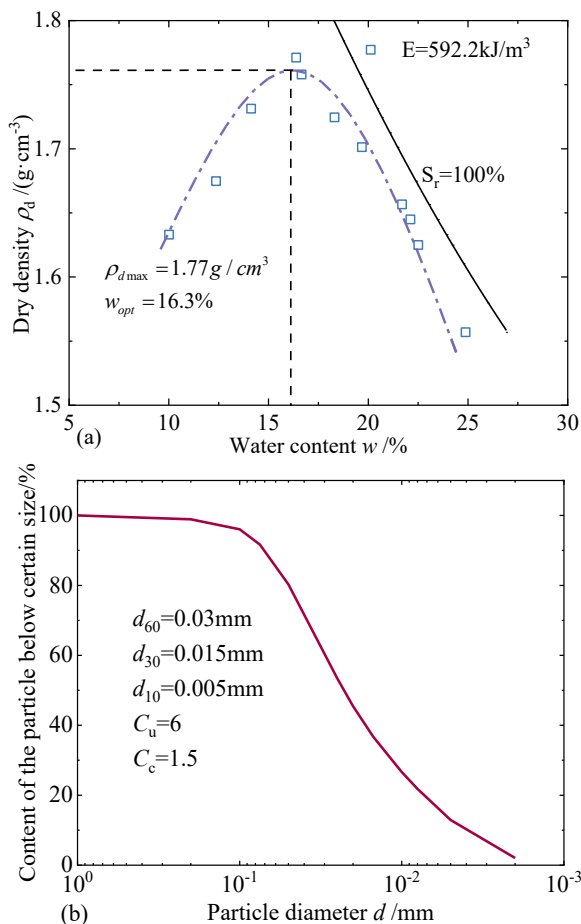 1.8
1.7
1.6
1.5
Dry density ρd /(g·cm-3)
E=592.2kJ/m3
Sr=100%
ρd max = 1.77g / cm3
wopt = 16.3%
5 10 15 20 25 30
(a) Water content w /%
100
80
60
40
20
0
Content of the particle below certain size/%
d60=0.03mm
d30=0.015mm
d10=0.005mm
Cu=6
Cc=1.5
100 10-1 10-2 10-3
(b) Particle diameter d /mm